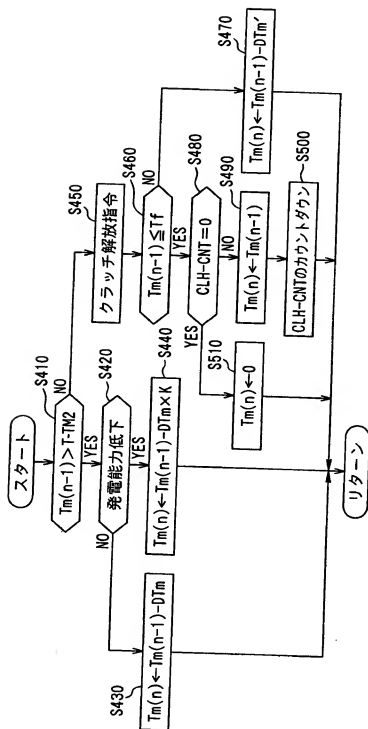 スタート
S410
Tm(n-1)>T-TM2
NO
YES
S420
発電能力低下
NO
YES
S430
Tm(n)←Tm(n-1)-DTm
S440
Tm(n)←Tm(n-1)-DTm×K
S450
クラッチ解放指令
S460
Tm(n-1)≦Tf
NO
YES
S470
Tm(n)←Tm(n-1)-DTm'
S480
CLH-CNT=0
YES
NO
S490
Tm(n)←Tm(n-1)
S500
CLH-CNTのカウントダウン
S510
Tm(n)←0
リターン